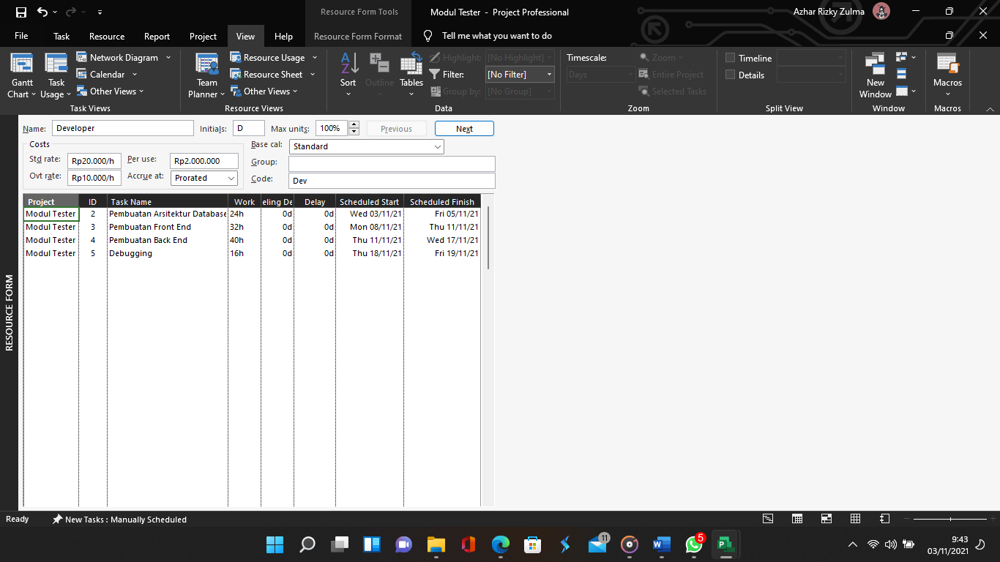 Resource Form Tools
Modul Tester - Project Professional
Azhar Rizky Zulma
File Task Resource Report Project View Help Resource Form Format Tell me what you want to do
Gantt Chart
Task Usage
Network Diagram
Calendar
Other Views
Task Views
Team Planner
Resource Usage
Resource Sheet
Other Views
Resource Views
Sort
Outline
Tables
Highlight: [No Highlight]
Filter: [No Filter]
Group by: [No Group]
Data
Timescale:
Days
Zoom
Entire Project
Selected Tasks
Zoom
Timeline
Details
Split View
New Window
Window
Macros
Macros
RESOURCE FORM
Name: Developer Initials: D Max units: 100% Previous Next
Costs
Std rate: Rp20.000/h Per use: Rp2.000.000
Ovt rate: Rp10.000/h Accrue at: Prorated
Base cal: Standard
Group:
Code: Dev
Project ID Task Name Work eling De Delay Scheduled Start Scheduled Finish
Modul Tester 2 Pembuatan Arsitektur Database 24h 0d 0d Wed 03/11/21 Fri 05/11/21
Modul Tester 3 Pembuatan Front End 32h 0d 0d Mon 08/11/21 Thu 11/11/21
Modul Tester 4 Pembuatan Back End 40h 0d 0d Thu 11/11/21 Wed 17/11/21
Modul Tester 5 Debugging 16h 0d 0d Thu 18/11/21 Fri 19/11/21
Ready New Tasks : Manually Scheduled
11
5
9:43
03/11/2021